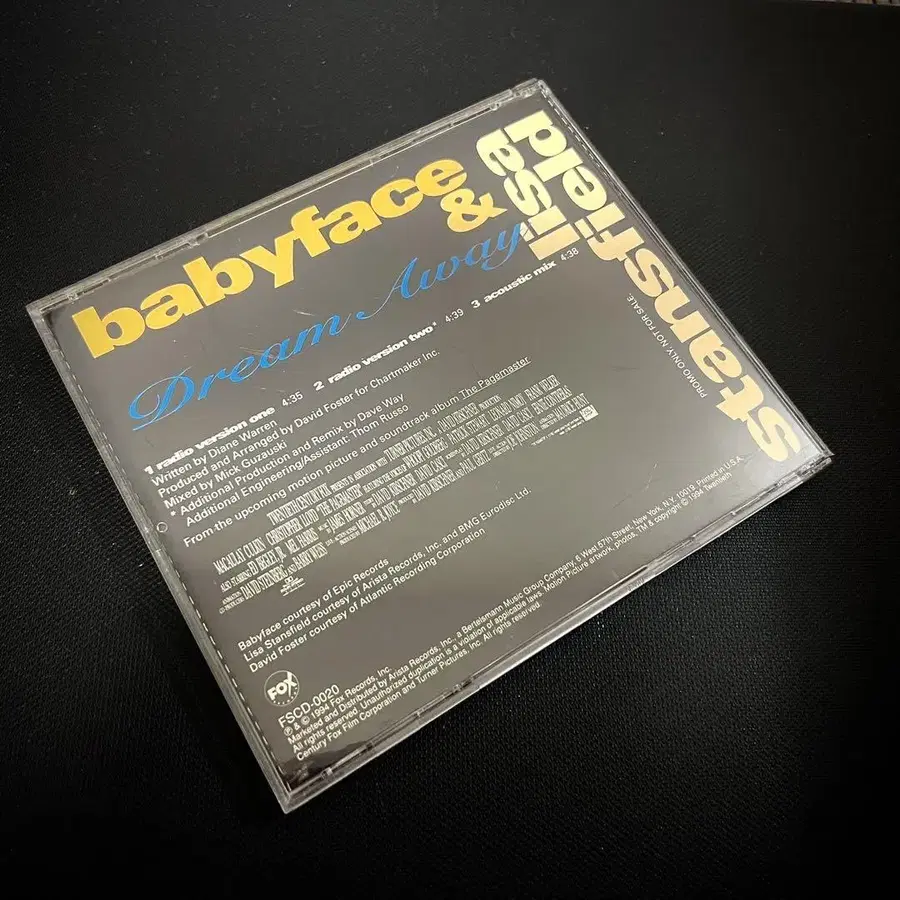 babyface
&
lisa
stansfield
Dream Away
1 radio version one 4:35 2 radio version two* 4:39 3 acoustic mix 4:38
Written by Diane Warren
Produced and Arranged by David Foster for Chartmaker Inc.
Mixed by Mick Guzauski
* Additional Production and Remix by Dave Way
Additional Engineering/Assistant: Thom Russo
From the upcoming motion picture and soundtrack album The Pagemaster
PROMO ONLY NOT FOR SALE
MACAULAY CULKIN CHRISTOPHER LLOYD "THE PAGEMASTER"
Babyface courtesy of Epic Records
Lisa Stansfield courtesy of Arista Records, Inc. and BMG Eurodisc Ltd.
David Foster courtesy of Atlantic Recording Corporation
FOX
RECORDS
FSCD-0020
℗ & © 1994 Fox Records, Inc.
Marketed and Distributed by Arista Records, Inc., a Bertelsmann Music Group Company, 6 West 57th Street, New York, N.Y. 10019. Printed in U.S.A.
All rights reserved. Unauthorized duplication is a violation of applicable laws. Motion Picture artwork, photos, TM & copyright © 1994 Twentieth
Century Fox Film Corporation and Turner Pictures, Inc. All rights reserved.